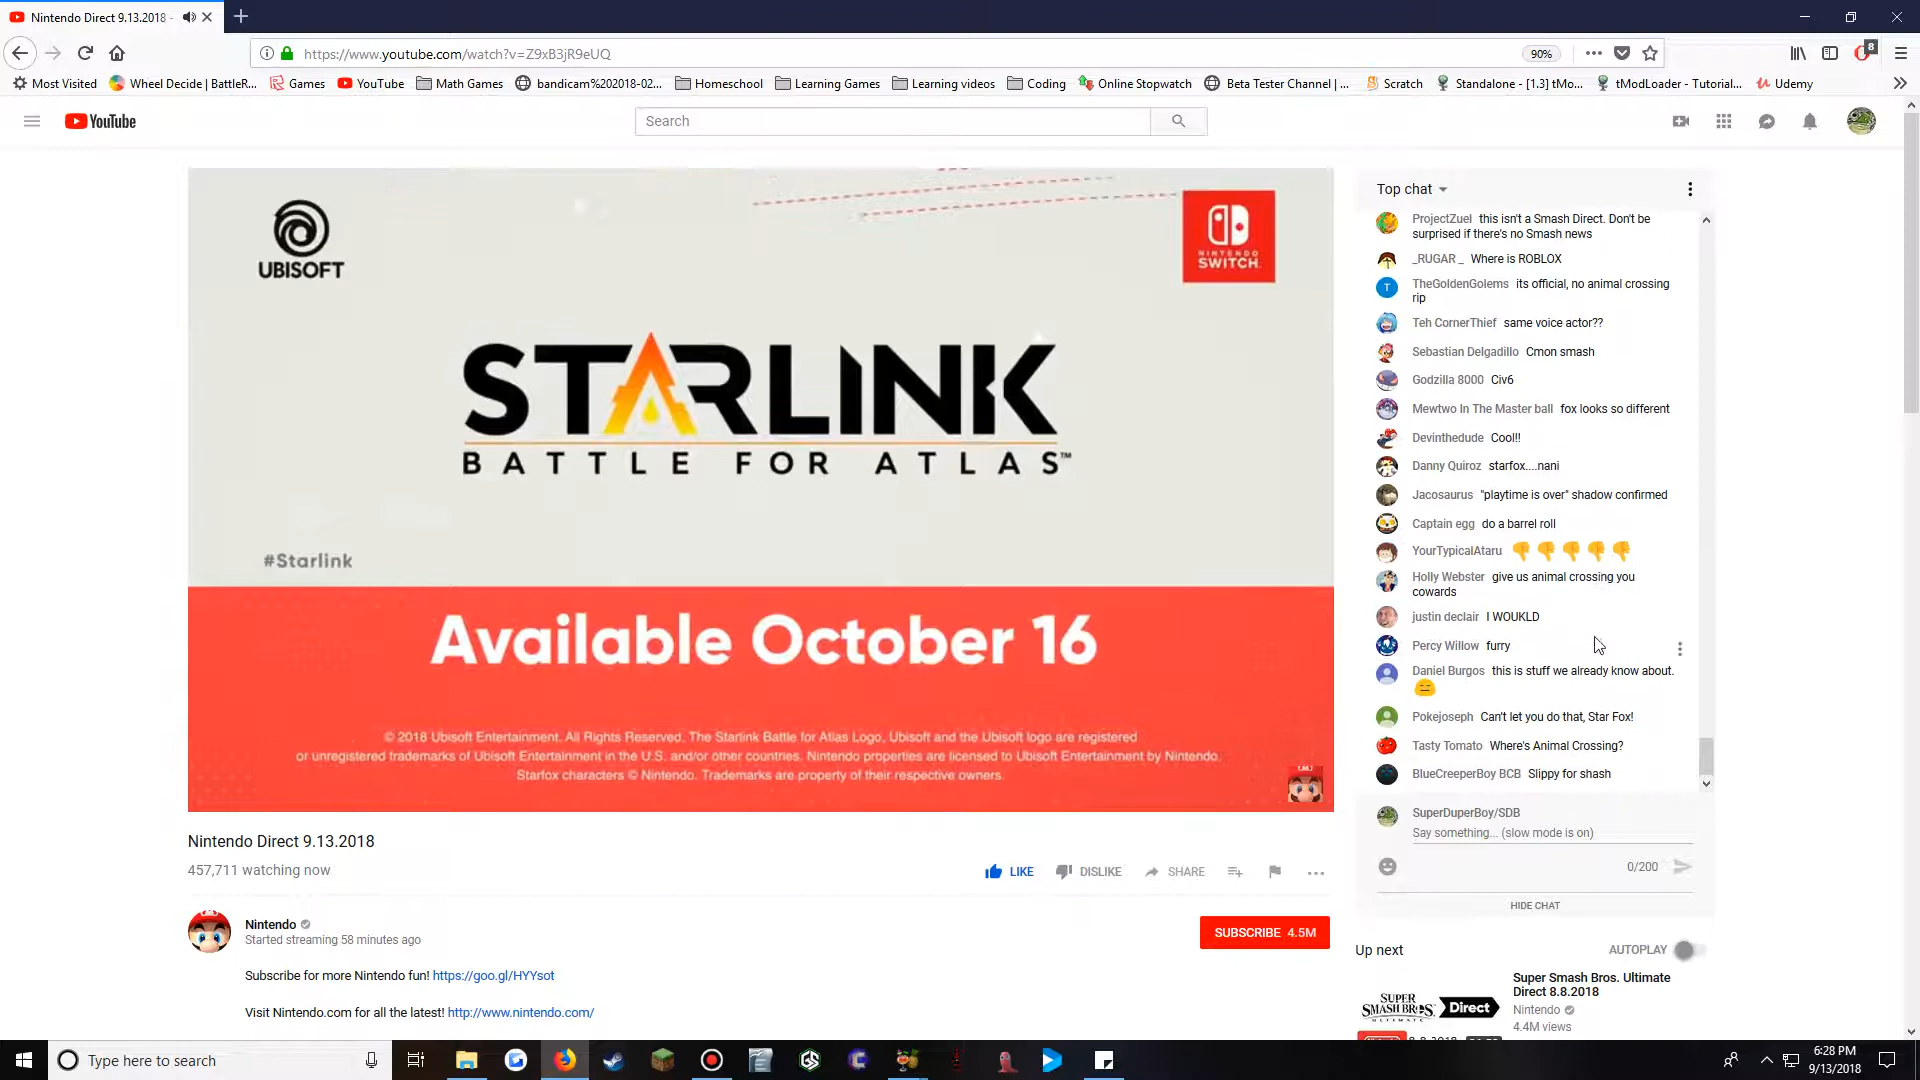 Nintendo Direct 9.13.2018 -
https://www.youtube.com/watch?v=Z9xB3jR9eUQ
90%
8
Most Visited
Wheel Decide | BattleR...
Games
YouTube
Math Games
bandicam%202018-02...
Homeschool
Learning Games
Learning videos
Coding
Online Stopwatch
Beta Tester Channel | ...
Scratch
Standalone - [1.3] tMo...
tModLoader - Tutorial...
Udemy
YouTube
Search
UBISOFT
NINTENDO
SWITCH
STARLINK
BATTLE FOR ATLAS™
#Starlink
Available October 16
© 2018 Ubisoft Entertainment. All Rights Reserved. The Starlink Battle for Atlas Logo, Ubisoft and the Ubisoft logo are registered
or unregistered trademarks of Ubisoft Entertainment in the U.S. and/or other countries. Nintendo properties are licensed to Ubisoft Entertainment by Nintendo.
Starfox characters © Nintendo. Trademarks are property of their respective owners.
Nintendo Direct 9.13.2018
457,711 watching now
LIKE
DISLIKE
SHARE
Nintendo
Started streaming 58 minutes ago
SUBSCRIBE 4.5M
Subscribe for more Nintendo fun! https://goo.gl/HYYsot
Visit Nintendo.com for all the latest! http://www.nintendo.com/
Top chat
ProjectZuel this isn't a Smash Direct. Don't be
surprised if there's no Smash news
_RUGAR_ Where is ROBLOX
T
TheGoldenGolems its official, no animal crossing
rip
Teh CornerThief same voice actor??
Sebastian Delgadillo Cmon smash
Godzilla 8000 Civ6
Mewtwo In The Master ball fox looks so different
Devinthedude Cool!!
Danny Quiroz starfox....nani
Jacosaurus "playtime is over" shadow confirmed
Captain egg do a barrel roll
YourTypicalAtaru 👎👎👎👎👎
Holly Webster give us animal crossing you
cowards
justin declair I WOUKLD
Percy Willow furry
Daniel Burgos this is stuff we already know about.
😑
Pokejoseph Can't let you do that, Star Fox!
Tasty Tomato Where's Animal Crossing?
BlueCreeperBoy BCB Slippy for shash
SuperDuperBoy/SDB
Say something... (slow mode is on)
0/200
HIDE CHAT
Up next
AUTOPLAY
SUPER
SMASH BROS.
ULTIMATE
Direct
Super Smash Bros. Ultimate
Direct 8.8.2018
Nintendo
4.4M views
Type here to search
6:28 PM
9/13/2018